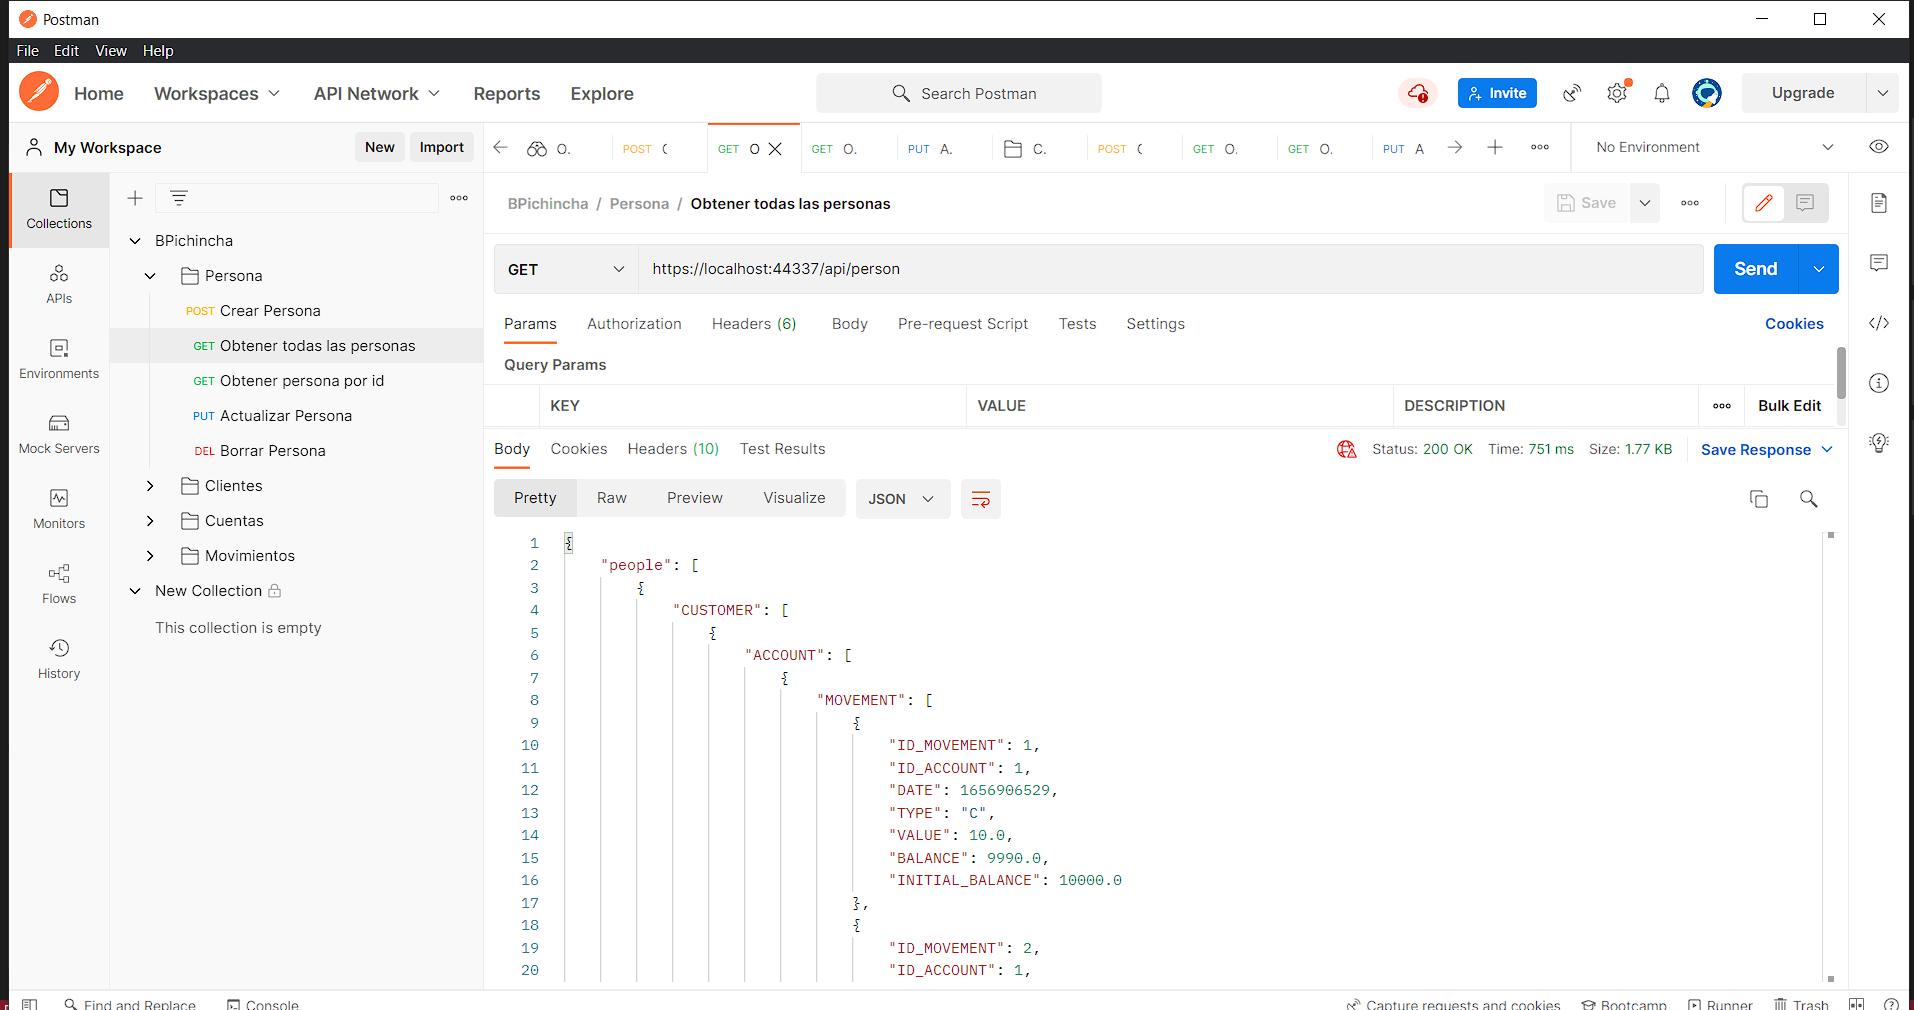 Postman
File Edit View Help
Home Workspaces API Network Reports Explore Search Postman Invite Upgrade
My Workspace New Import
O. POST GET O GET O. PUT A. C. POST GET O. GET O. PUT A No Environment
BPichincha / Persona / Obtener todas las personas Save
Collections
APIs
Environments
Mock Servers
Monitors
Flows
History
BPichincha
Persona
POST Crear Persona
GET Obtener todas las personas
GET Obtener persona por id
PUT Actualizar Persona
DEL Borrar Persona
Clientes
Cuentas
Movimientos
New Collection
This collection is empty
GET https://localhost:44337/api/person Send
Params Authorization Headers (6) Body Pre-request Script Tests Settings Cookies
Query Params
KEY VALUE DESCRIPTION Bulk Edit
Body Cookies Headers (10) Test Results Status: 200 OK Time: 751 ms Size: 1.77 KB Save Response
Pretty Raw Preview Visualize JSON
1 {
2 "people": [
3 {
4 "CUSTOMER": [
5 {
6 "ACCOUNT": [
7 {
8 "MOVEMENT": [
9 {
10 "ID_MOVEMENT": 1,
11 "ID_ACCOUNT": 1,
12 "DATE": 1656906529,
13 "TYPE": "C",
14 "VALUE": 10.0,
15 "BALANCE": 9990.0,
16 "INITIAL_BALANCE": 10000.0
17 },
18 {
19 "ID_MOVEMENT": 2,
20 "ID_ACCOUNT": 1,
Find and Replace Console Capture requests and cookies Bootcamp Runner Trash